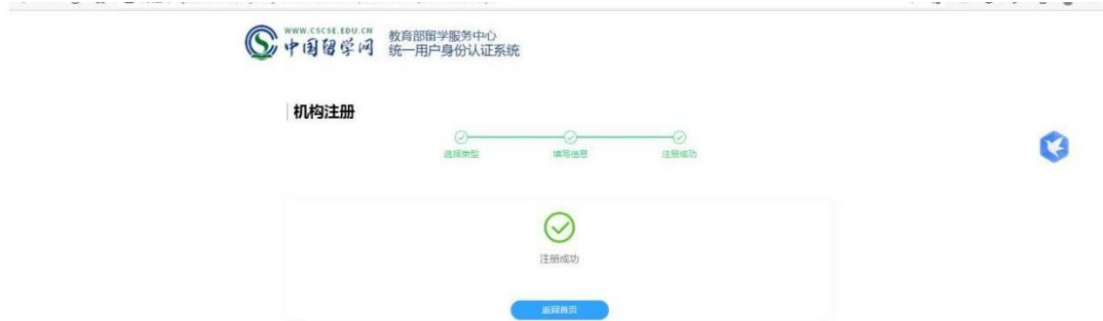 WWW.CSCSE.EDU.CN
中国留学网
教育部留学服务中心
统一用户身份认证系统
机构注册
选择类型 填写信息 注册成功
注册成功
返回首页